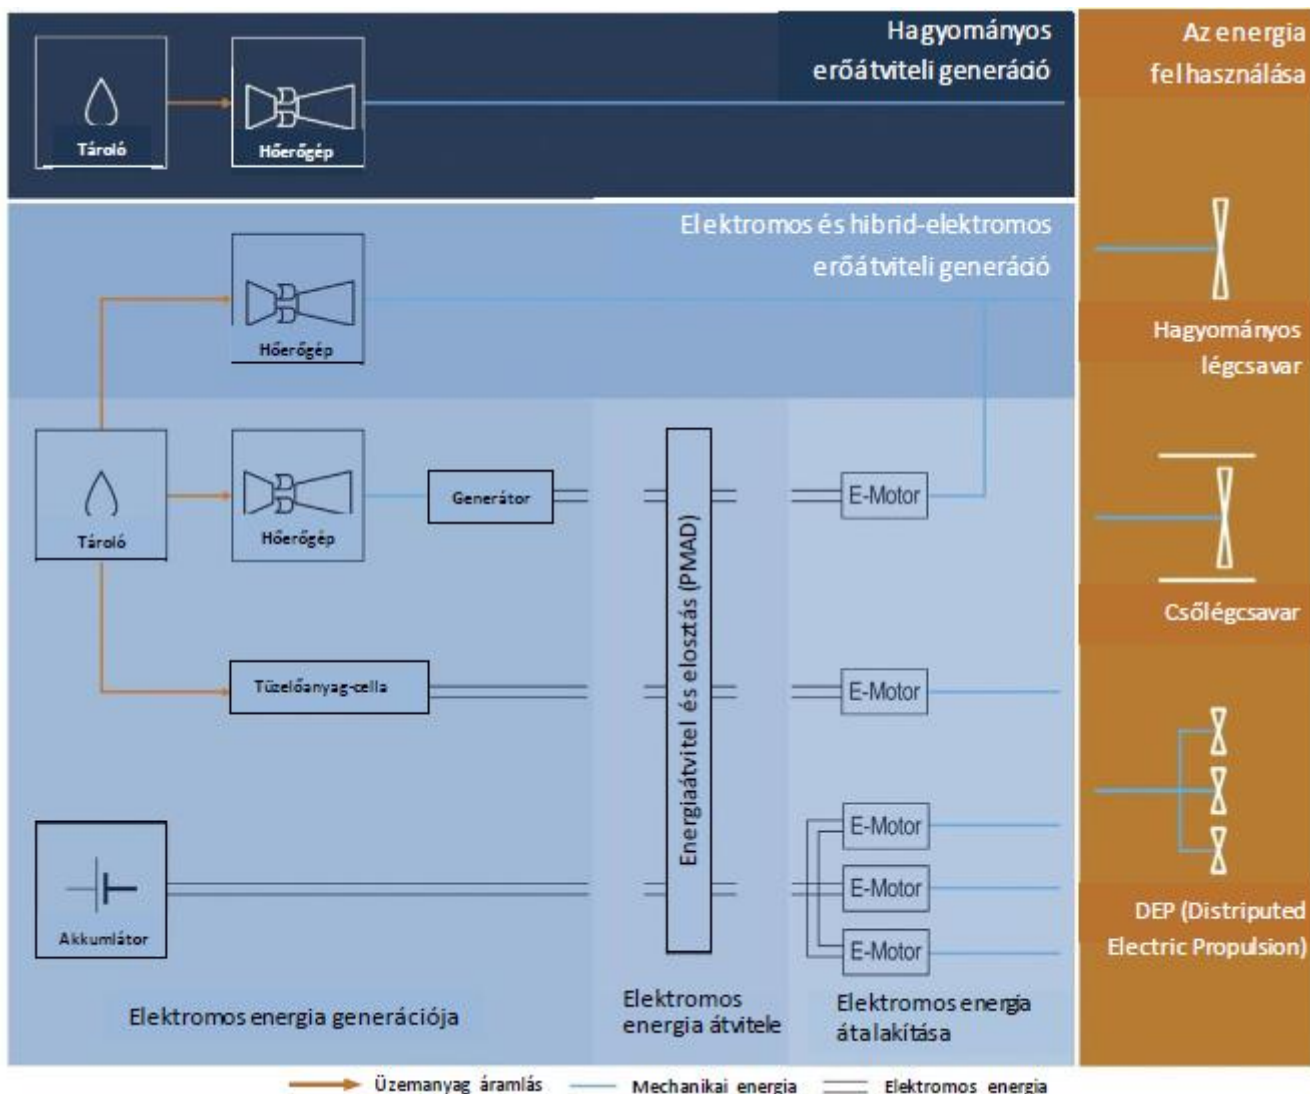 Hagyományos
erőátviteli generáció
Tároló
Hőerőgép
Elektromos és hibrid-elektromos
erőátviteli generáció
Hőerőgép
Tároló
Hőerőgép
Generátor
E-Motor
Tüzelőanyag-cella
E-Motor
Energiaátvitel és elosztás (PMAD)
Akkumlátor
E-Motor
E-Motor
E-Motor
Elektromos energia generációja
Elektromos
energia átvitele
Elektromos energia
átalakítása
Az energia
felhasználása
Hagyományos
légcsavar
Csőlégcsavar
DEP (Distriputed
Electric Propulsion)
Üzemanyag áramlás
Mechanikai energia
Elektromos energia